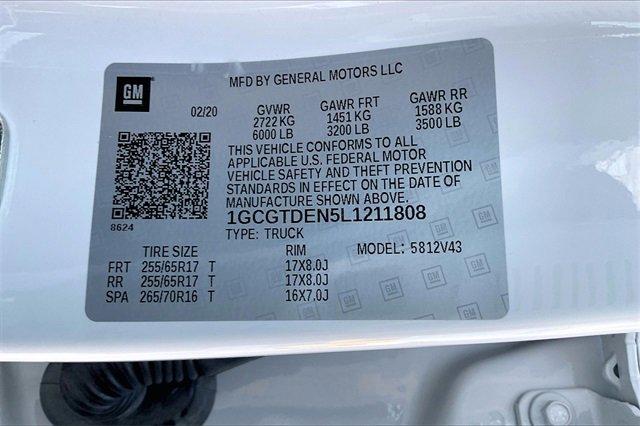 GM
MFD BY GENERAL MOTORS LLC
02/20
GVWR GAWR FRT GAWR RR
2722 KG 1451 KG 1588 KG
6000 LB 3200 LB 3500 LB
THIS VEHICLE CONFORMS TO ALL
APPLICABLE U.S. FEDERAL MOTOR
VEHICLE SAFETY AND THEFT PREVENTION
STANDARDS IN EFFECT ON THE DATE OF
MANUFACTURE SHOWN ABOVE.
8624
1GCGTDEN5L1211808
TYPE: TRUCK
TIRE SIZE RIM MODEL: 5812V43
FRT 255/65R17 T 17X8.0J
RR 255/65R17 T 17X8.0J
SPA 265/70R16 T 16X7.0J